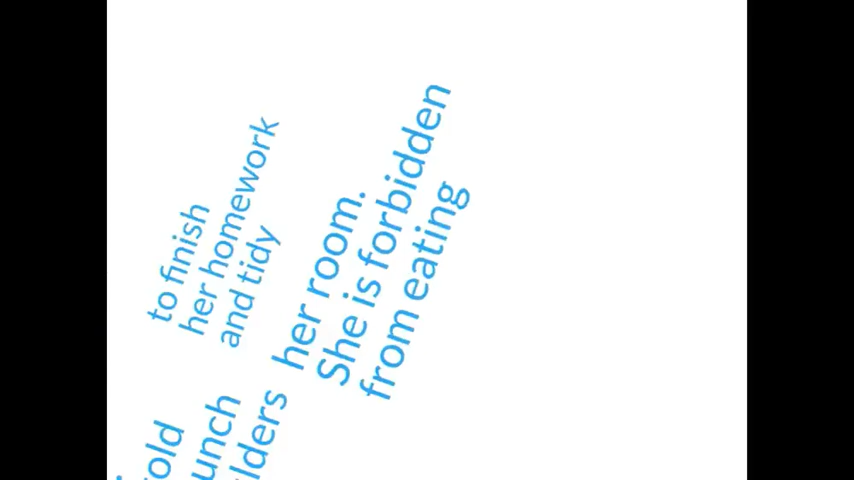 to finish
her homework
and tidy
her room.
She is forbidden
from eating